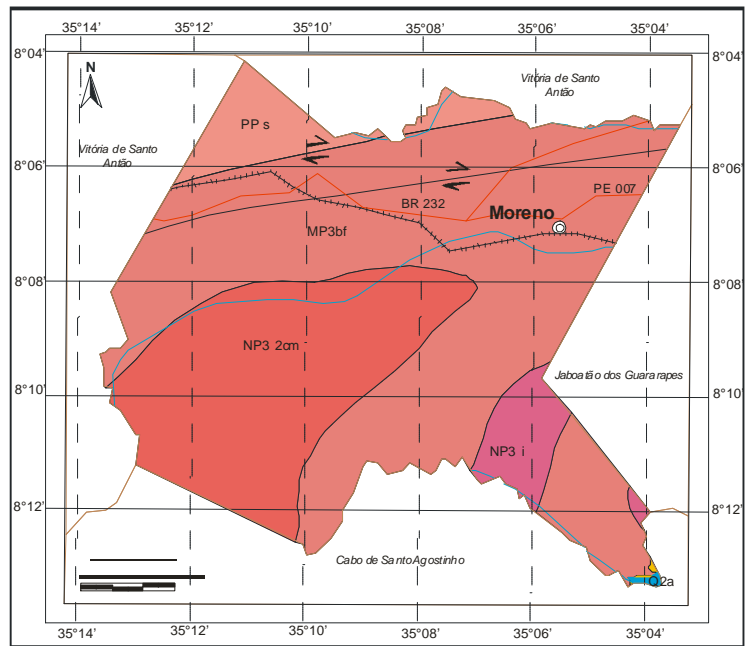 35°14' 35°12' 35°10' 35°08' 35°06' 35°04'
8°04' 8°04'
N
Vitória de Santo
Antão
PP s
Vitória de Santo
Antão
8°06' 8°06'
PE 007
BR 232
Moreno
MP3bf
8°08' 8°08'
NP3 2cm
Jaboatão dos Guararapes
8°10' 8°10'
NP3 i
8°12' 8°12'
Cabo de Santo Agostinho
Q2a
35°14' 35°12' 35°10' 35°08' 35°06' 35°04'